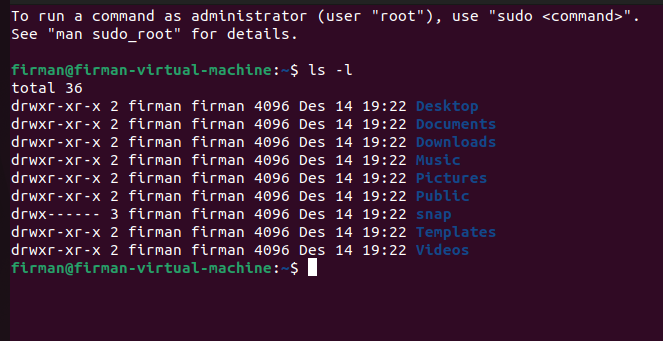 To run a command as administrator (user "root"), use "sudo <command>".
See "man sudo_root" for details.
firman@firman-virtual-machine:~$ ls -l
total 36
drwxr-xr-x 2 firman firman 4096 Des 14 19:22 Desktop
drwxr-xr-x 2 firman firman 4096 Des 14 19:22 Documents
drwxr-xr-x 2 firman firman 4096 Des 14 19:22 Downloads
drwxr-xr-x 2 firman firman 4096 Des 14 19:22 Music
drwxr-xr-x 2 firman firman 4096 Des 14 19:22 Pictures
drwxr-xr-x 2 firman firman 4096 Des 14 19:22 Public
drwx------ 3 firman firman 4096 Des 14 19:22 snap
drwxr-xr-x 2 firman firman 4096 Des 14 19:22 Templates
drwxr-xr-x 2 firman firman 4096 Des 14 19:22 Videos
firman@firman-virtual-machine:~$